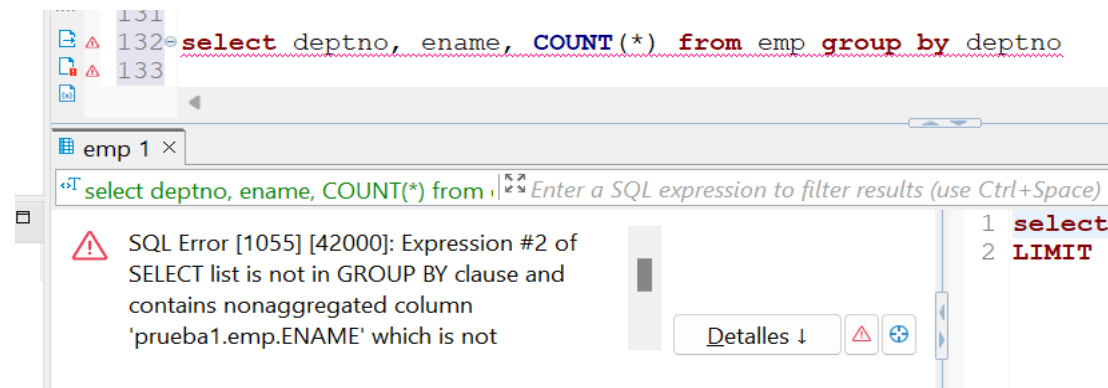 131
132 select deptno, ename, COUNT(*) from emp group by deptno
133
emp 1
select deptno, ename, COUNT(*) from
Enter a SQL expression to filter results (use Ctrl+Space)
SQL Error [1055] [42000]: Expression #2 of
SELECT list is not in GROUP BY clause and
contains nonaggregated column
'prueba1.emp.ENAME' which is not
Detalles ↓
1 select
2 LIMIT